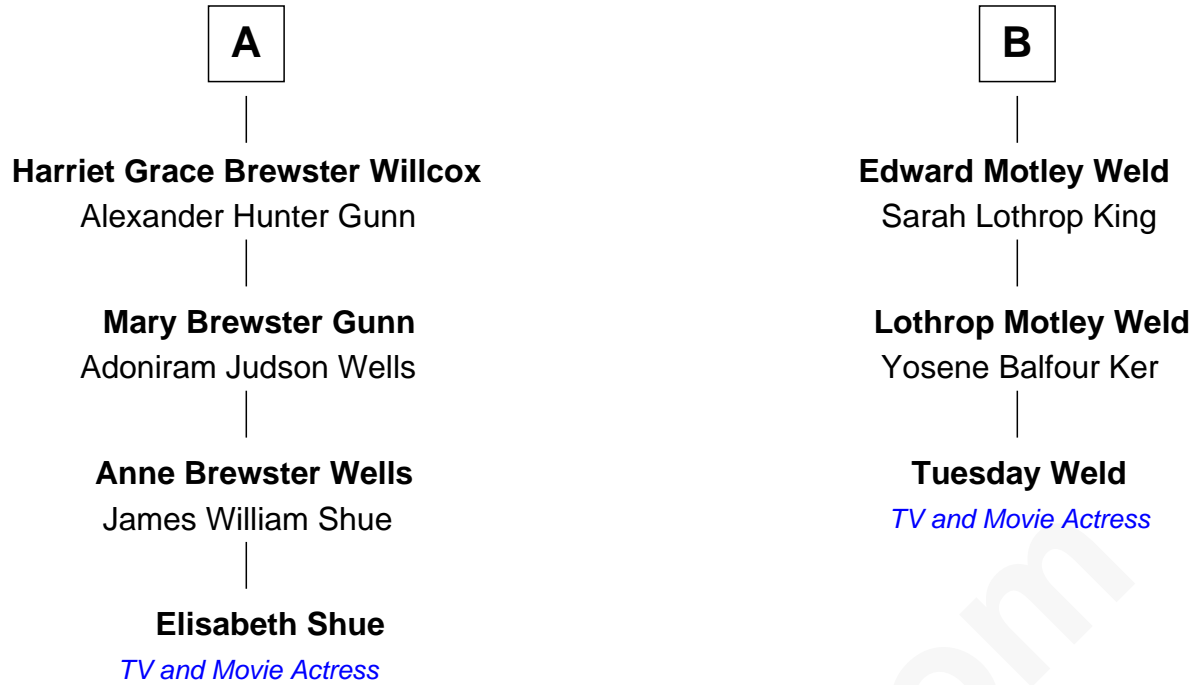 A
Harriet Grace Brewster Willcox
Alexander Hunter Gunn
Mary Brewster Gunn
Adoniram Judson Wells
Anne Brewster Wells
James William Shue
Elisabeth Shue
TV and Movie Actress
B
Edward Motley Weld
Sarah Lothrop King
Lothrop Motley Weld
Yosene Balfour Ker
Tuesday Weld
TV and Movie Actress
om